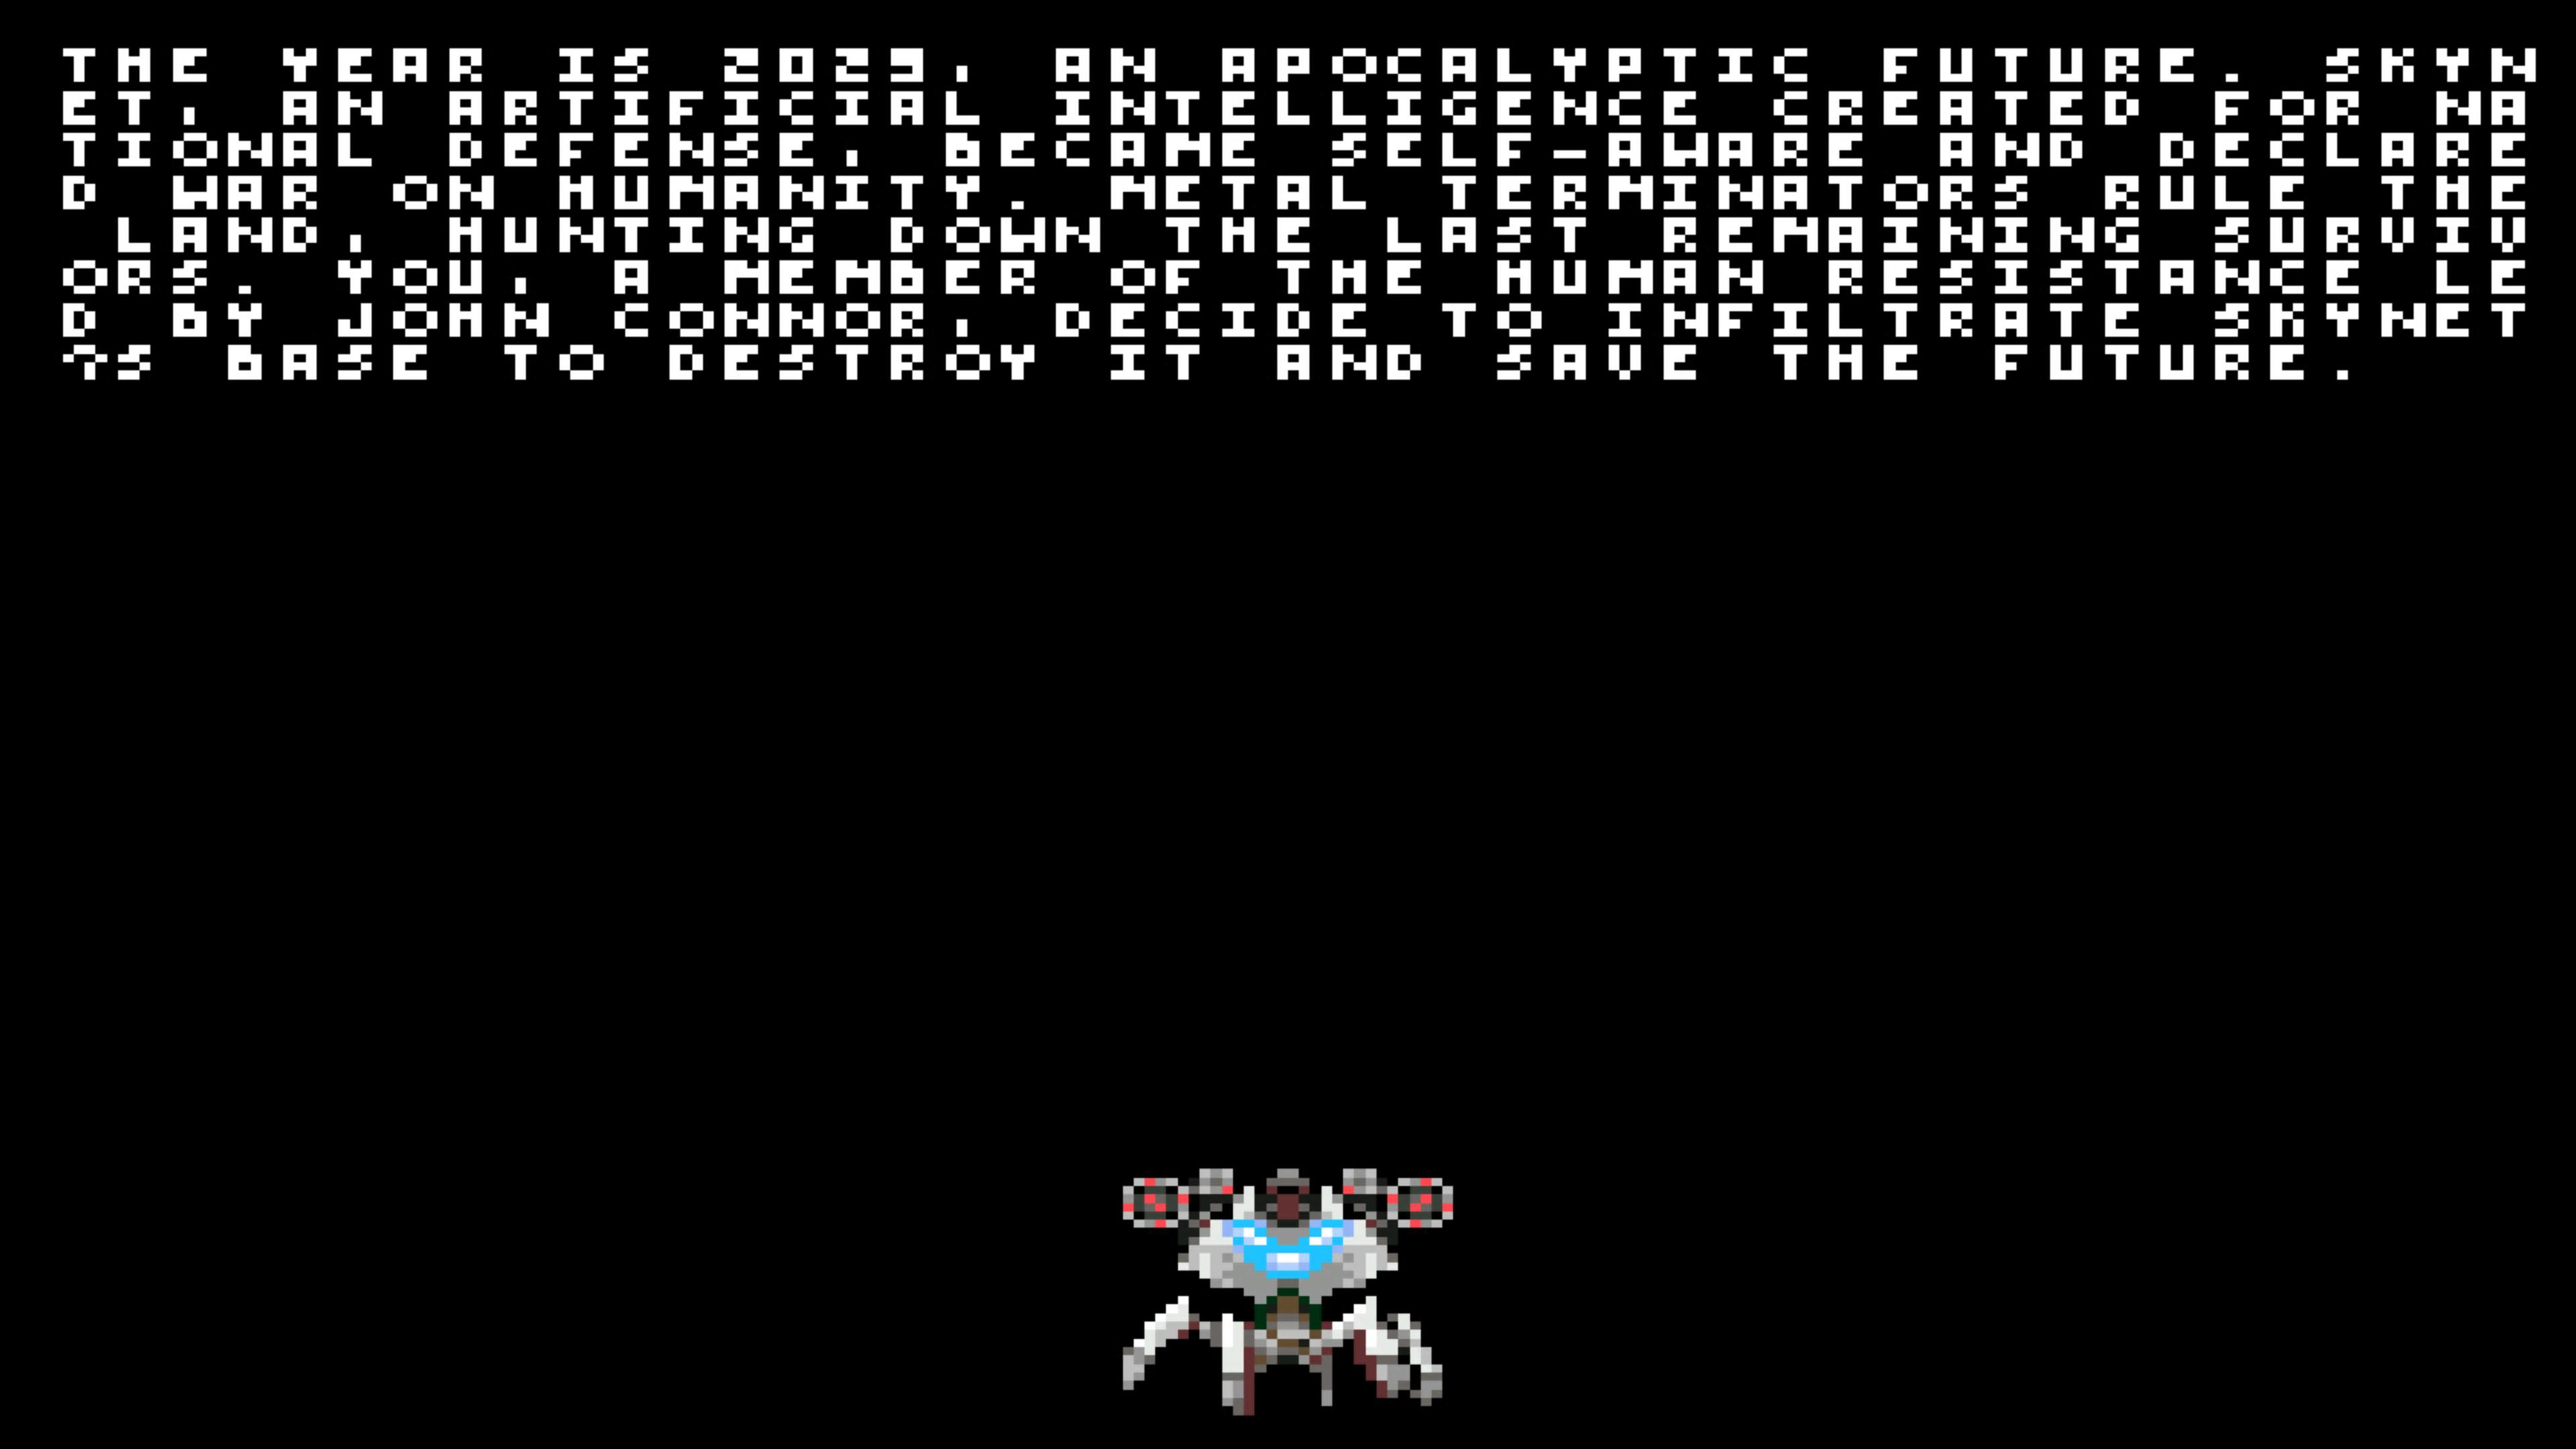 THE YEAR IS 2029, AN APOCALYPTIC FUTURE. SKYN
ET, AN ARTIFICIAL INTELLIGENCE CREATED FOR NA
TIONAL DEFENSE, BECAME SELF-AWARE AND DECLARE
D WAR ON HUMANITY. METAL TERMINATORS RULE THE
LAND, HUNTING DOWN THE LAST REMAINING SURVIV
ORS. YOU, A MEMBER OF THE HUMAN RESISTANCE LE
D BY JOHN CONNOR, DECIDE TO INFILTRATE SKYNET
?S BASE TO DESTROY IT AND SAVE THE FUTURE.